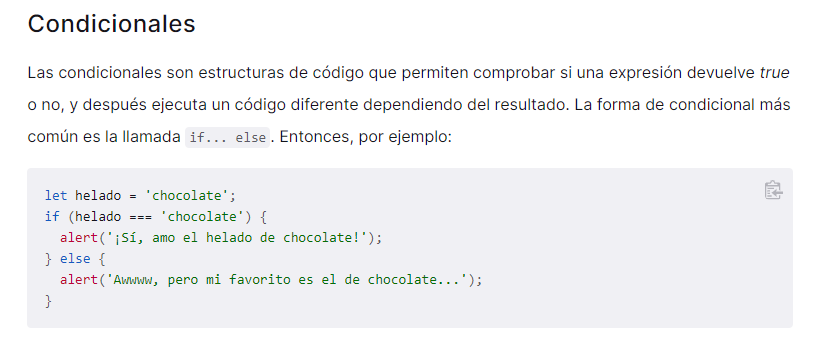 Condicionales
Las condicionales son estructuras de código que permiten comprobar si una expresión devuelve true
o no, y después ejecuta un código diferente dependiendo del resultado. La forma de condicional más
común es la llamada if... else. Entonces, por ejemplo:
let helado = 'chocolate';
if (helado === 'chocolate') {
  alert('¡Sí, amo el helado de chocolate!');
} else {
  alert('Awwww, pero mi favorito es el de chocolate...');
}